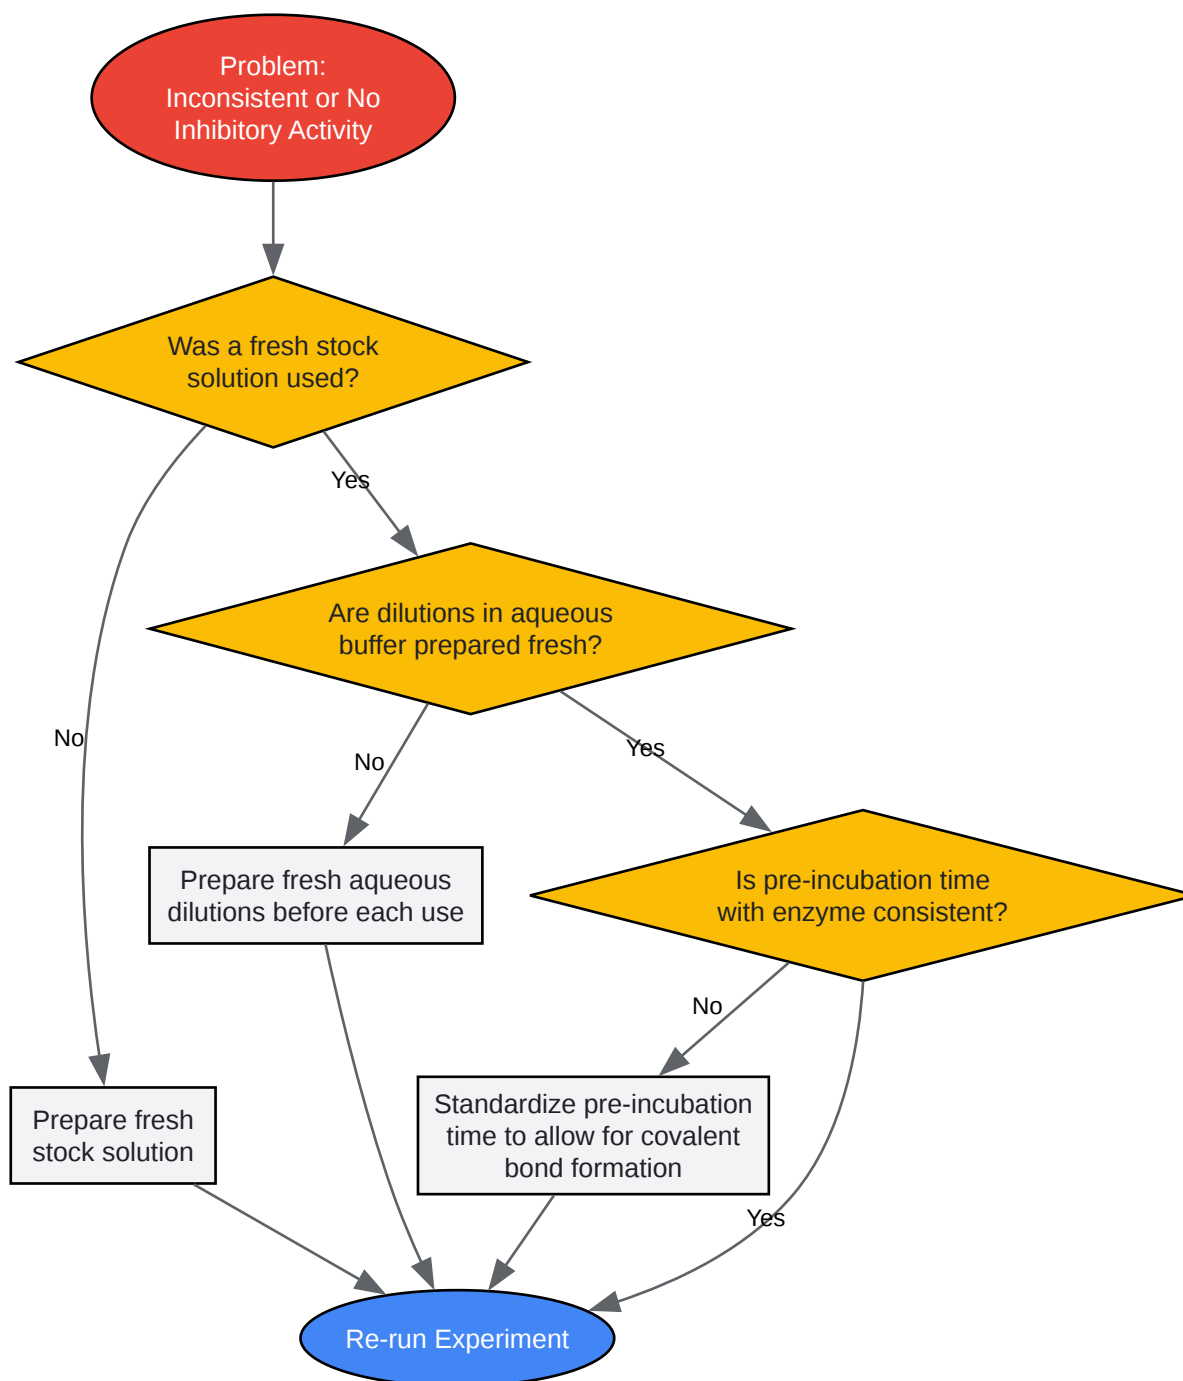 Problem:
Inconsistent or No
Inhibitory Activity
Was a fresh stock
solution used?
Yes
Are dilutions in aqueous
buffer prepared fresh?
No
Yes
No
Prepare fresh aqueous
dilutions before each use
Is pre-incubation time
with enzyme consistent?
No
Prepare fresh
stock solution
Standardize pre-incubation
time to allow for covalent
bond formation
Yes
Re-run Experiment